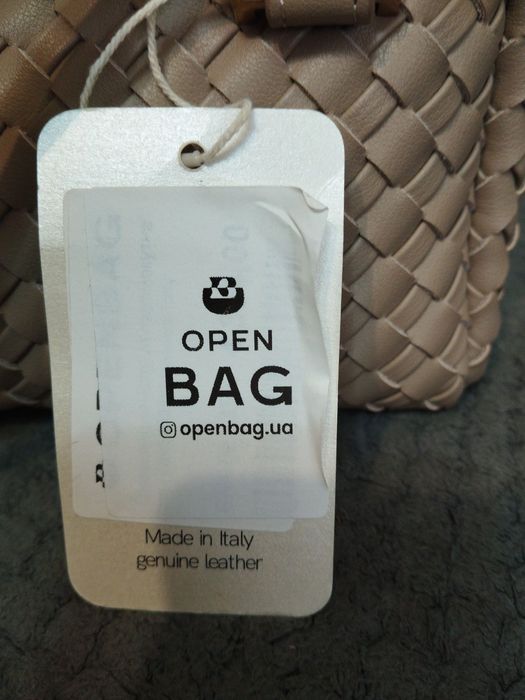 OPEN
BAG
openbag.ua
Made in Italy
genuine leather